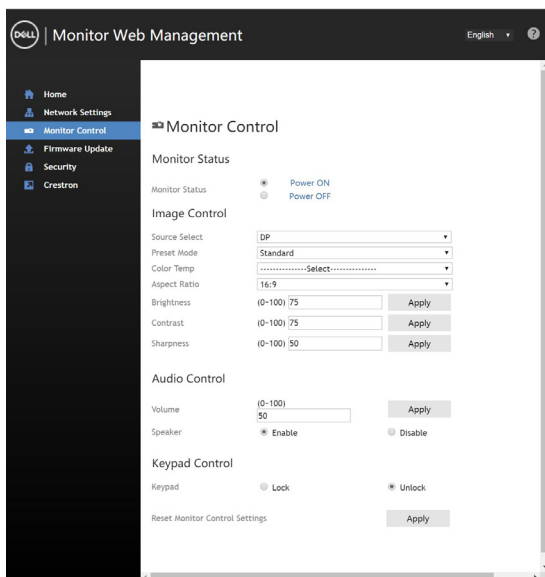 DELL | Monitor Web Management
English
?
Home
Network Settings
Monitor Control
Firmware Update
Security
Crestron
Monitor Control
Monitor Status
Monitor Status
Power ON
Power OFF
Image Control
Source Select DP
Preset Mode Standard
Color Temp ---------------Select---------------
Aspect Ratio 16:9
Brightness (0~100) 75 Apply
Contrast (0~100) 75 Apply
Sharpness (0~100) 50 Apply
Audio Control
(0~100)
Volume 50 Apply
Speaker Enable Disable
Keypad Control
Keypad Lock Unlock
Reset Monitor Control Settings Apply